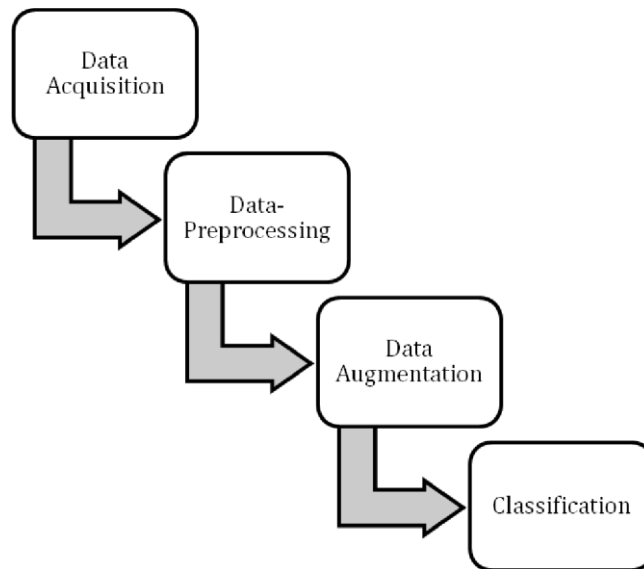 Data
Acquisition
Data-
Preprocessing
Data
Augmentation
Classification